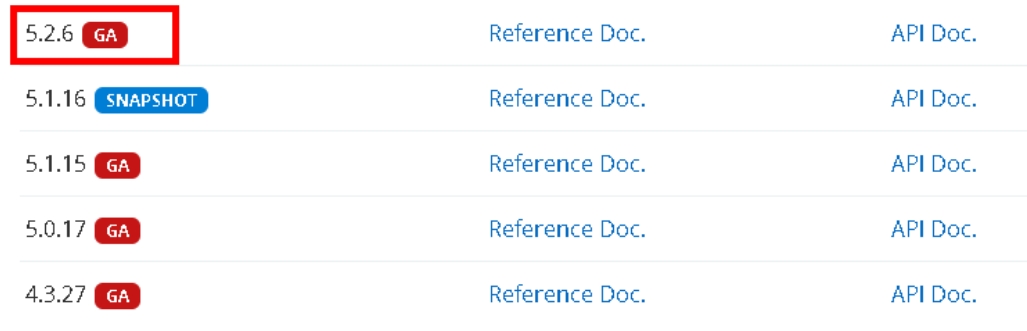 5.2.6 GA Reference Doc. API Doc.
5.1.16 SNAPSHOT Reference Doc. API Doc.
5.1.15 GA Reference Doc. API Doc.
5.0.17 GA Reference Doc. API Doc.
4.3.27 GA Reference Doc. API Doc.